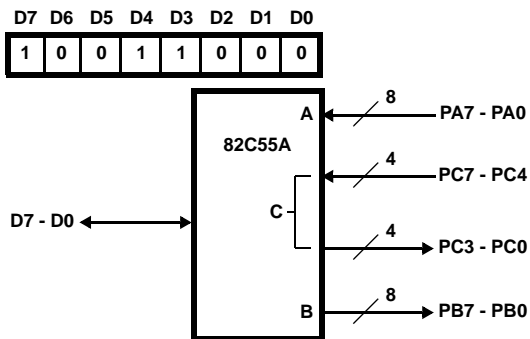 D7 D6 D5 D4 D3 D2 D1 D0
1 0 0 1 1 0 0 0
A 8 PA7 - PA0
82C55A
4 PC7 - PC4
C
D7 - D0
4 PC3 - PC0
B 8 PB7 - PB0